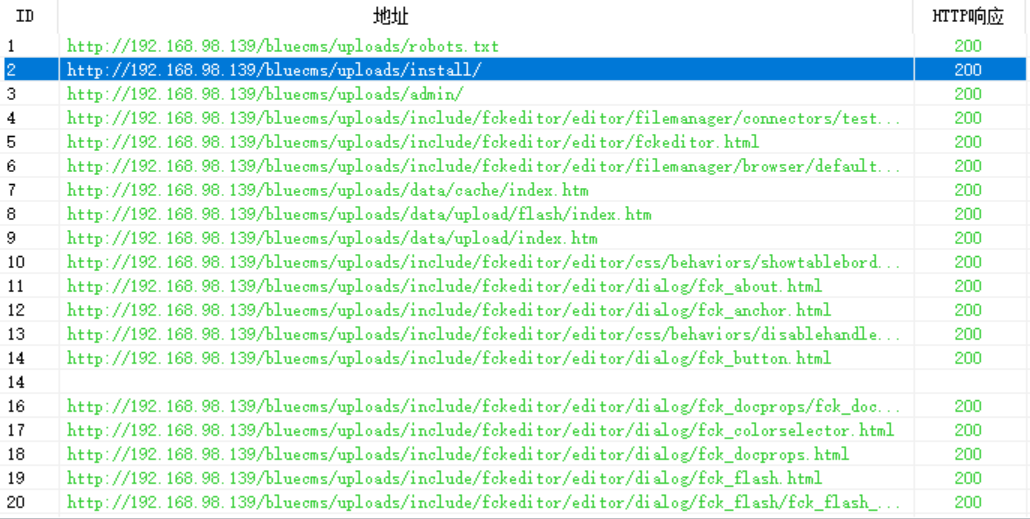 ID 地址 HTTP响应
1 http://192.168.98.139/bluecms/uploads/robots.txt 200
2 http://192.168.98.139/bluecms/uploads/install/ 200
3 http://192.168.98.139/bluecms/uploads/admin/ 200
4 http://192.168.98.139/bluecms/uploads/include/fckeditor/editor/filemanager/connectors/test... 200
5 http://192.168.98.139/bluecms/uploads/include/fckeditor/editor/fckeditor.html 200
6 http://192.168.98.139/bluecms/uploads/include/fckeditor/editor/filemanager/browser/default... 200
7 http://192.168.98.139/bluecms/uploads/data/cache/index.htm 200
8 http://192.168.98.139/bluecms/uploads/data/upload/flash/index.htm 200
9 http://192.168.98.139/bluecms/uploads/data/upload/index.htm 200
10 http://192.168.98.139/bluecms/uploads/include/fckeditor/editor/css/behaviors/showtablebord... 200
11 http://192.168.98.139/bluecms/uploads/include/fckeditor/editor/dialog/fck_about.html 200
12 http://192.168.98.139/bluecms/uploads/include/fckeditor/editor/dialog/fck_anchor.html 200
13 http://192.168.98.139/bluecms/uploads/include/fckeditor/editor/css/behaviors/disablehandle... 200
14 http://192.168.98.139/bluecms/uploads/include/fckeditor/editor/dialog/fck_button.html 200
14
16 http://192.168.98.139/bluecms/uploads/include/fckeditor/editor/dialog/fck_docprops/fck_doc... 200
17 http://192.168.98.139/bluecms/uploads/include/fckeditor/editor/dialog/fck_colorselector.html 200
18 http://192.168.98.139/bluecms/uploads/include/fckeditor/editor/dialog/fck_docprops.html 200
19 http://192.168.98.139/bluecms/uploads/include/fckeditor/editor/dialog/fck_flash.html 200
20 http://192.168.98.139/bluecms/uploads/include/fckeditor/editor/dialog/fck_flash/fck_flash_... 200